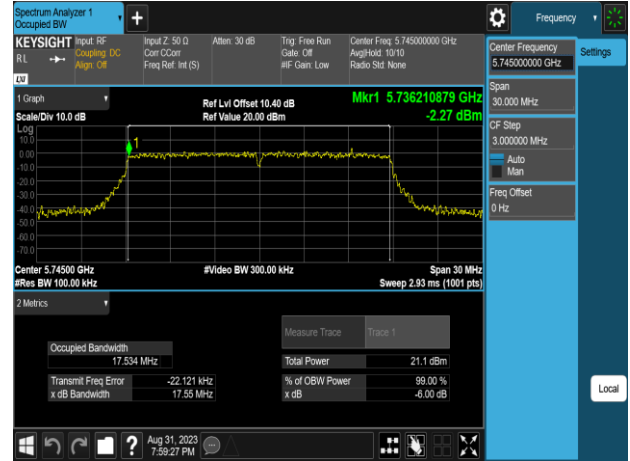 Spectrum Analyzer 1
Occupied BW
Frequency
KEYSIGHT
RL
LXI
Input: RF
Coupling: DC
Align: Off
Input Z: 50 Ω
Corr CCorr
Freq Ref: Int (S)
Atten: 30 dB
Trig: Free Run
Gate: Off
#IF Gain: Low
Center Freq: 5.745000000 GHz
Avg|Hold: 10/10
Radio Std: None
Center Frequency
5.745000000 GHz
Settings
Span
30.000 MHz
CF Step
3.000000 MHz
Auto
Man
Freq Offset
0 Hz
1 Graph
Scale/Div 10.0 dB
Ref Lvl Offset 10.40 dB
Ref Value 20.00 dBm
Mkr1 5.736210879 GHz
-2.27 dBm
Log
10.0
0.00
-10.0
-20.0
-30.0
-40.0
-50.0
-60.0
-70.0
1
Center 5.74500 GHz
#Res BW 100.00 kHz
#Video BW 300.00 kHz
Span 30 MHz
Sweep 2.93 ms (1001 pts)
2 Metrics
Measure Trace
Trace 1
Occupied Bandwidth
17.534 MHz
Total Power
21.1 dBm
Transmit Freq Error
-22.121 kHz
% of OBW Power
99.00 %
x dB Bandwidth
17.55 MHz
x dB
-6.00 dB
Local
?
Aug 31, 2023
7:59:27 PM